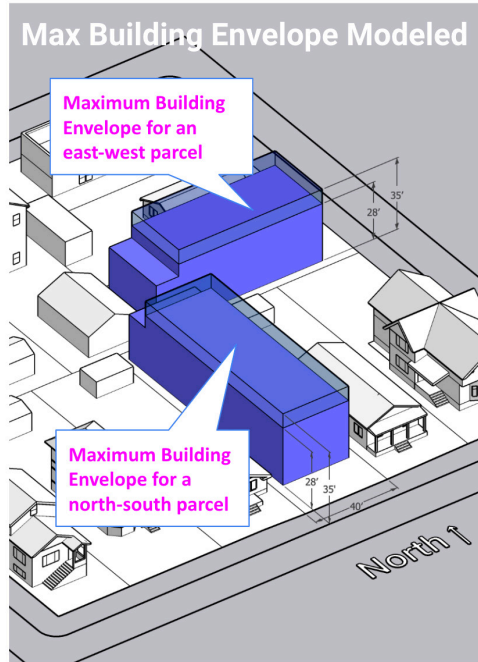 Max Building Envelope Modeled
Maximum Building
Envelope for an
east-west parcel
35'
28'
Maximum Building
Envelope for a
north-south parcel
28'
35'
40'
North